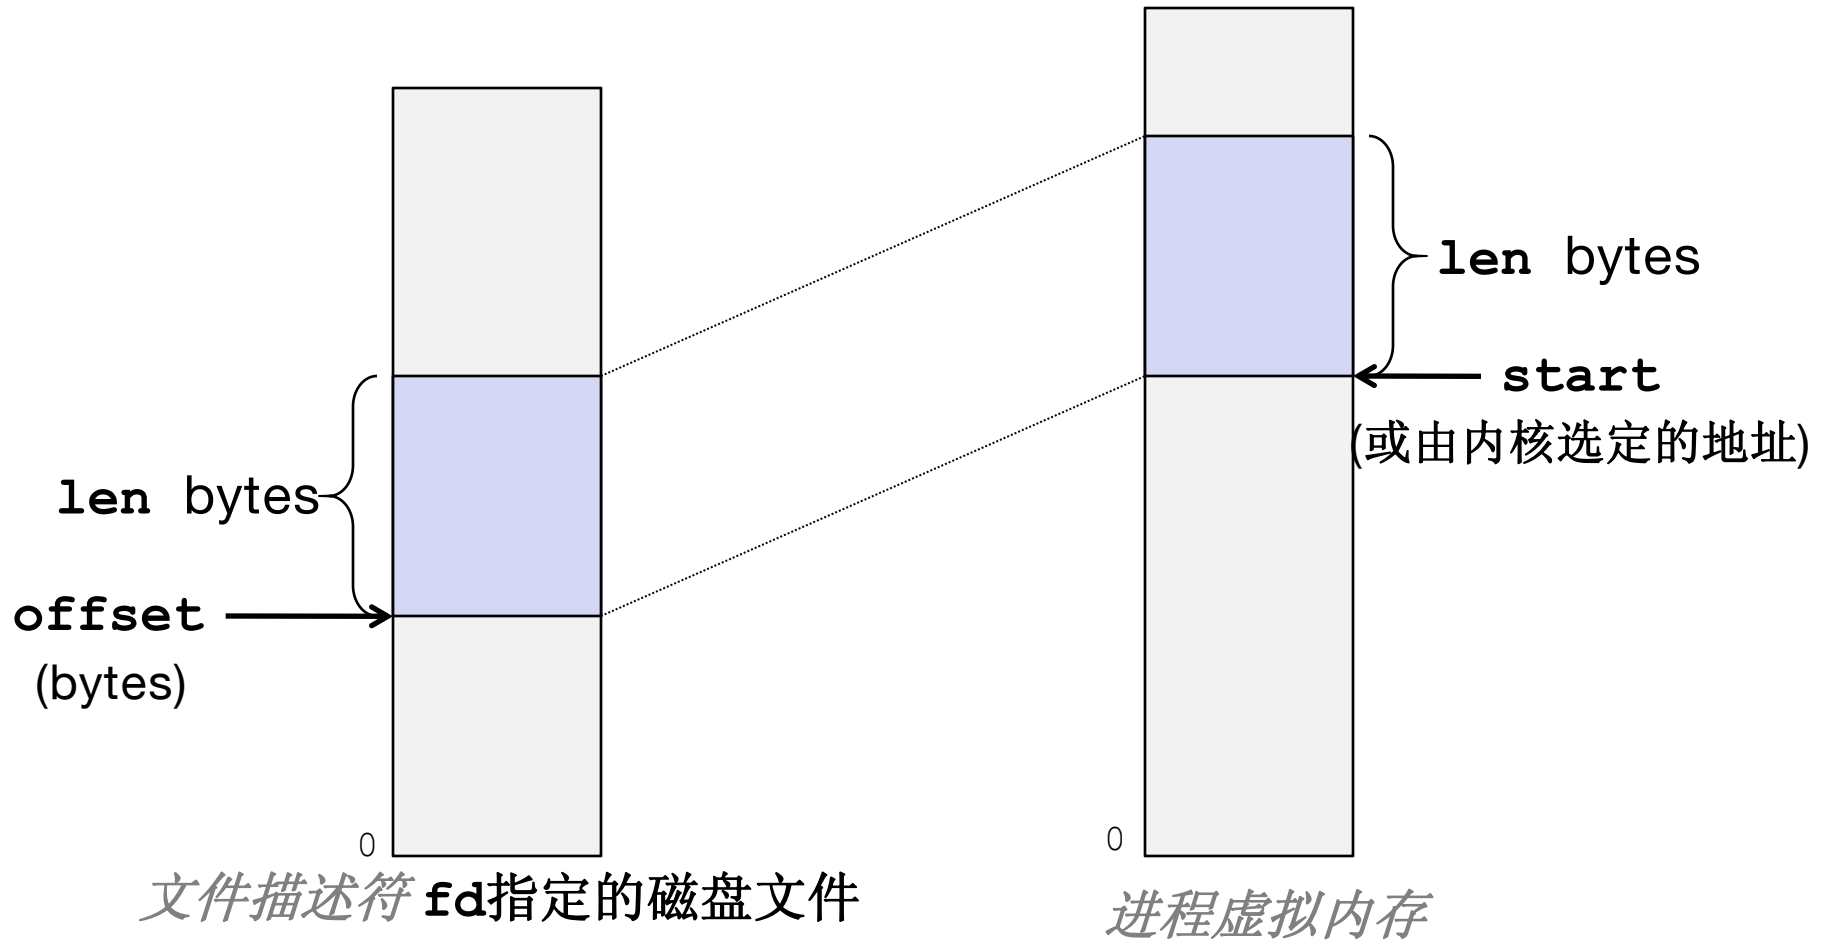 len bytes
start
(或由内核选定的地址)
len bytes
offset
(bytes)
0
0
文件描述符 fd指定的磁盘文件
进程虚拟内存